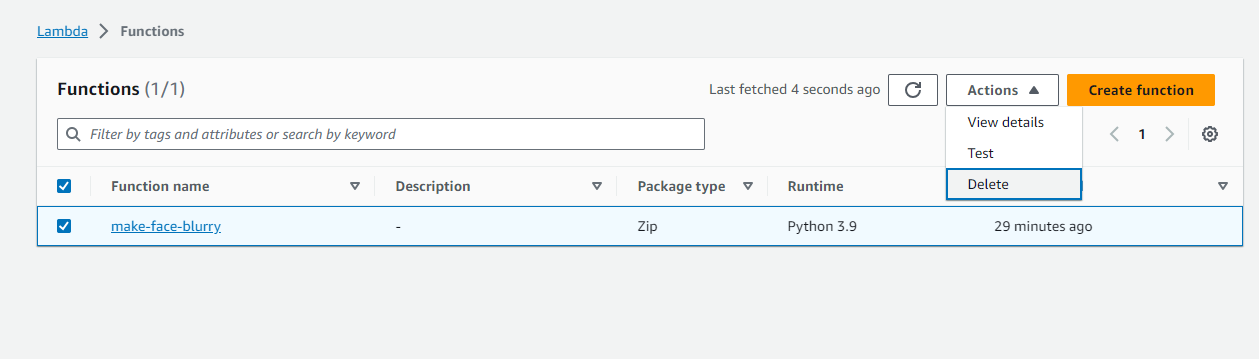 Lambda > Functions
Functions (1/1)
Last fetched 4 seconds ago
Actions
Create function
Filter by tags and attributes or search by keyword
View details
1
Test
Delete
Function name
Description
Package type
Runtime
make-face-blurry
-
Zip
Python 3.9
29 minutes ago